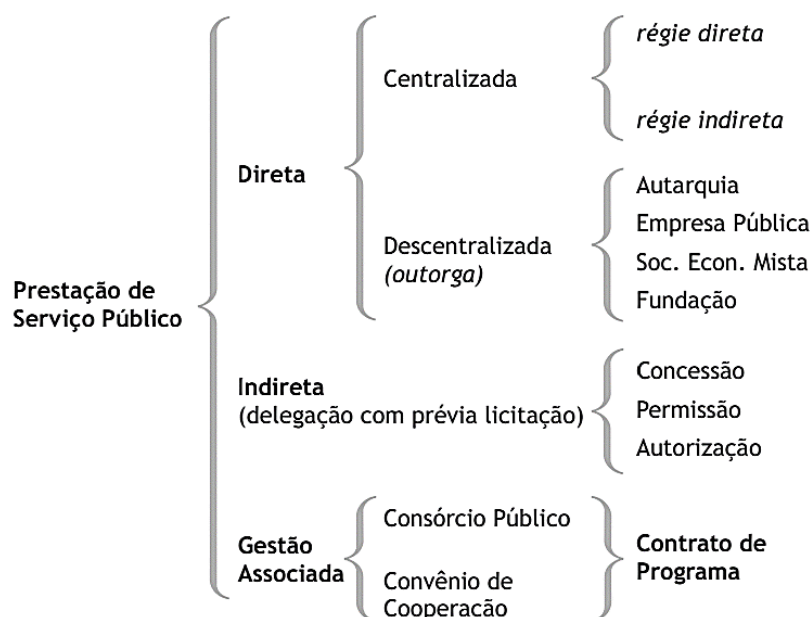 Prestação de
Serviço Público
Direta
Centralizada
régie direta
régie indireta
Descentralizada
(outorga)
Autarquia
Empresa Pública
Soc. Econ. Mista
Fundação
Indireta
(delegação com prévia licitação)
Concessão
Permissão
Autorização
Gestão
Associada
Consórcio Público
Convênio de
Cooperação
Contrato de
Programa